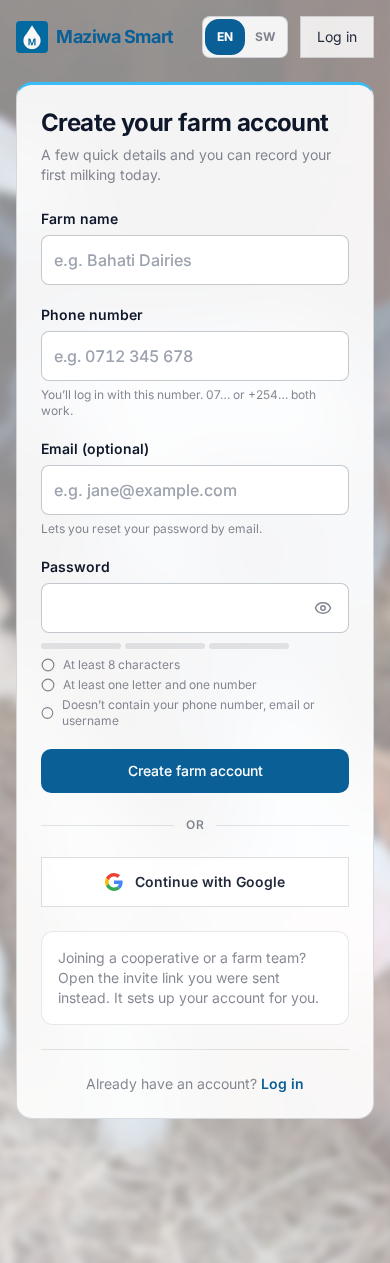 M
Maziwa Smart
EN
SW
Log in
Create your farm account
A few quick details and you can record your
first milking today.
Farm name
e.g. Bahati Dairies
Phone number
e.g. 0712 345 678
You’ll log in with this number. 07… or +254… both
work.
Email (optional)
e.g. jane@example.com
Lets you reset your password by email.
Password
At least 8 characters
At least one letter and one number
Doesn’t contain your phone number, email or
username
Create farm account
OR
Continue with Google
Joining a cooperative or a farm team?
Open the invite link you were sent
instead. It sets up your account for you.
Already have an account? Log in